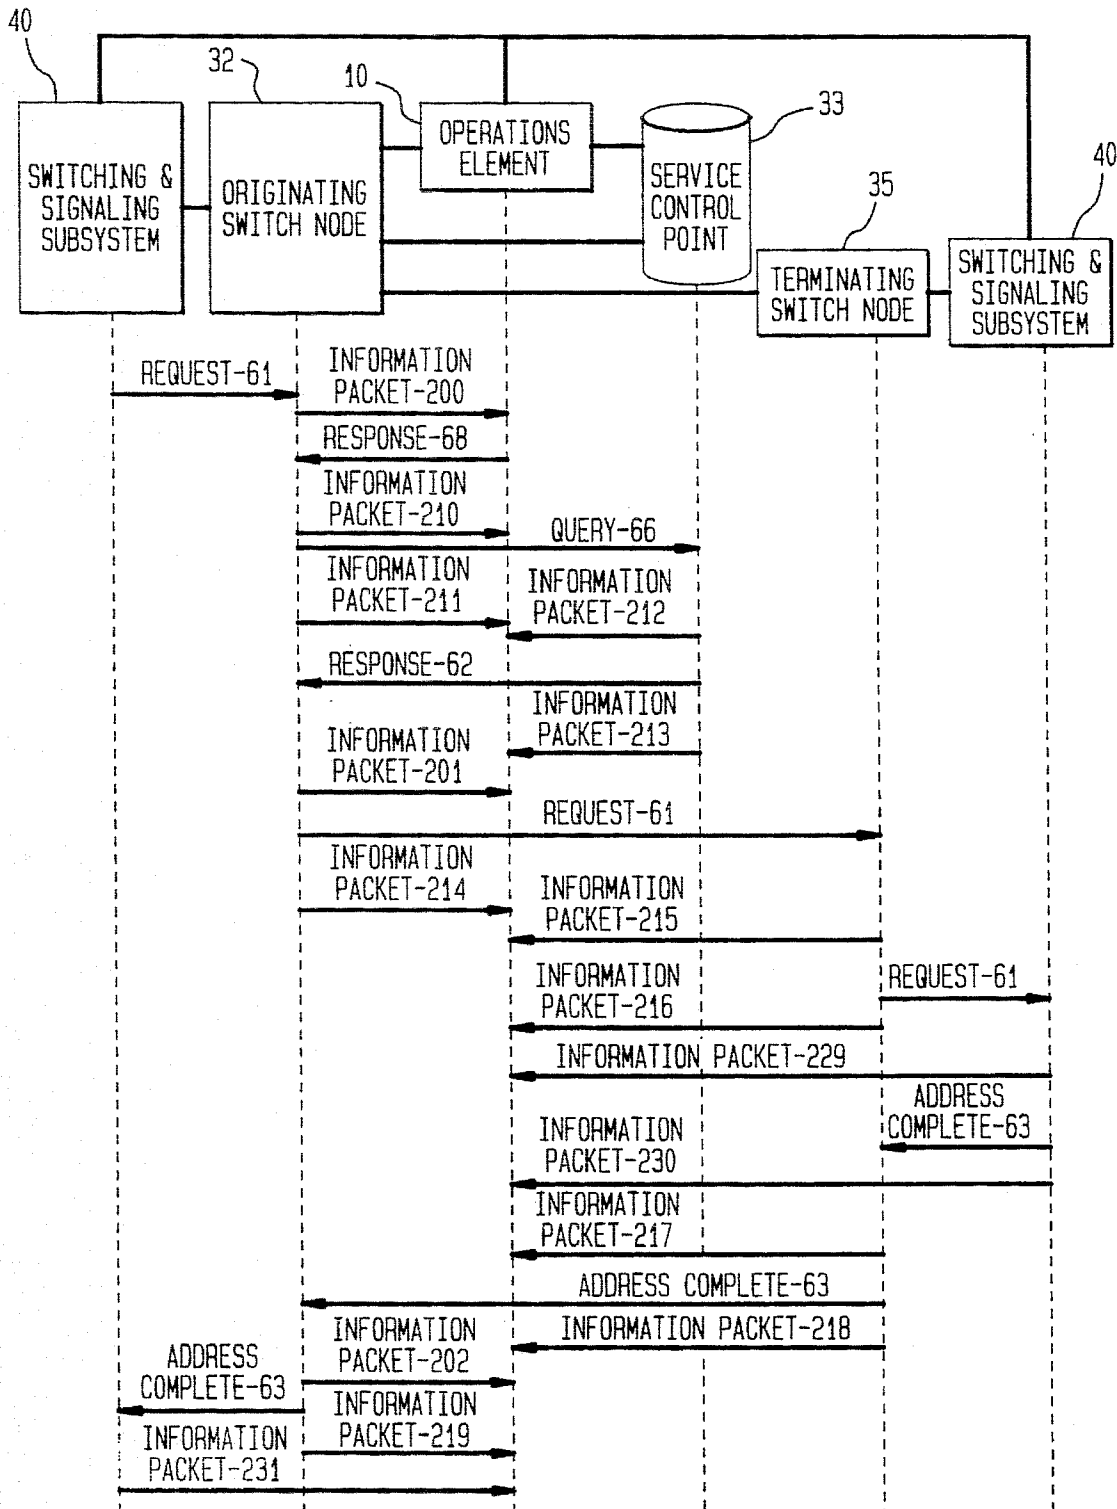 40
32
10
33
35
40
SWITCHING &
SIGNALING
SUBSYSTEM
ORIGINATING
SWITCH NODE
OPERATIONS
ELEMENT
SERVICE
CONTROL
POINT
TERMINATING
SWITCH NODE
SWITCHING &
SIGNALING
SUBSYSTEM
REQUEST-61
INFORMATION
PACKET-200
RESPONSE-68
INFORMATION
PACKET-210
QUERY-66
INFORMATION
PACKET-211
INFORMATION
PACKET-212
RESPONSE-62
INFORMATION
PACKET-213
INFORMATION
PACKET-201
REQUEST-61
INFORMATION
PACKET-214
INFORMATION
PACKET-215
INFORMATION
PACKET-216
REQUEST-61
INFORMATION PACKET-229
ADDRESS
COMPLETE-63
INFORMATION
PACKET-230
INFORMATION
PACKET-217
ADDRESS COMPLETE-63
INFORMATION PACKET-218
INFORMATION
PACKET-202
ADDRESS
COMPLETE-63
INFORMATION
PACKET-219
INFORMATION
PACKET-231